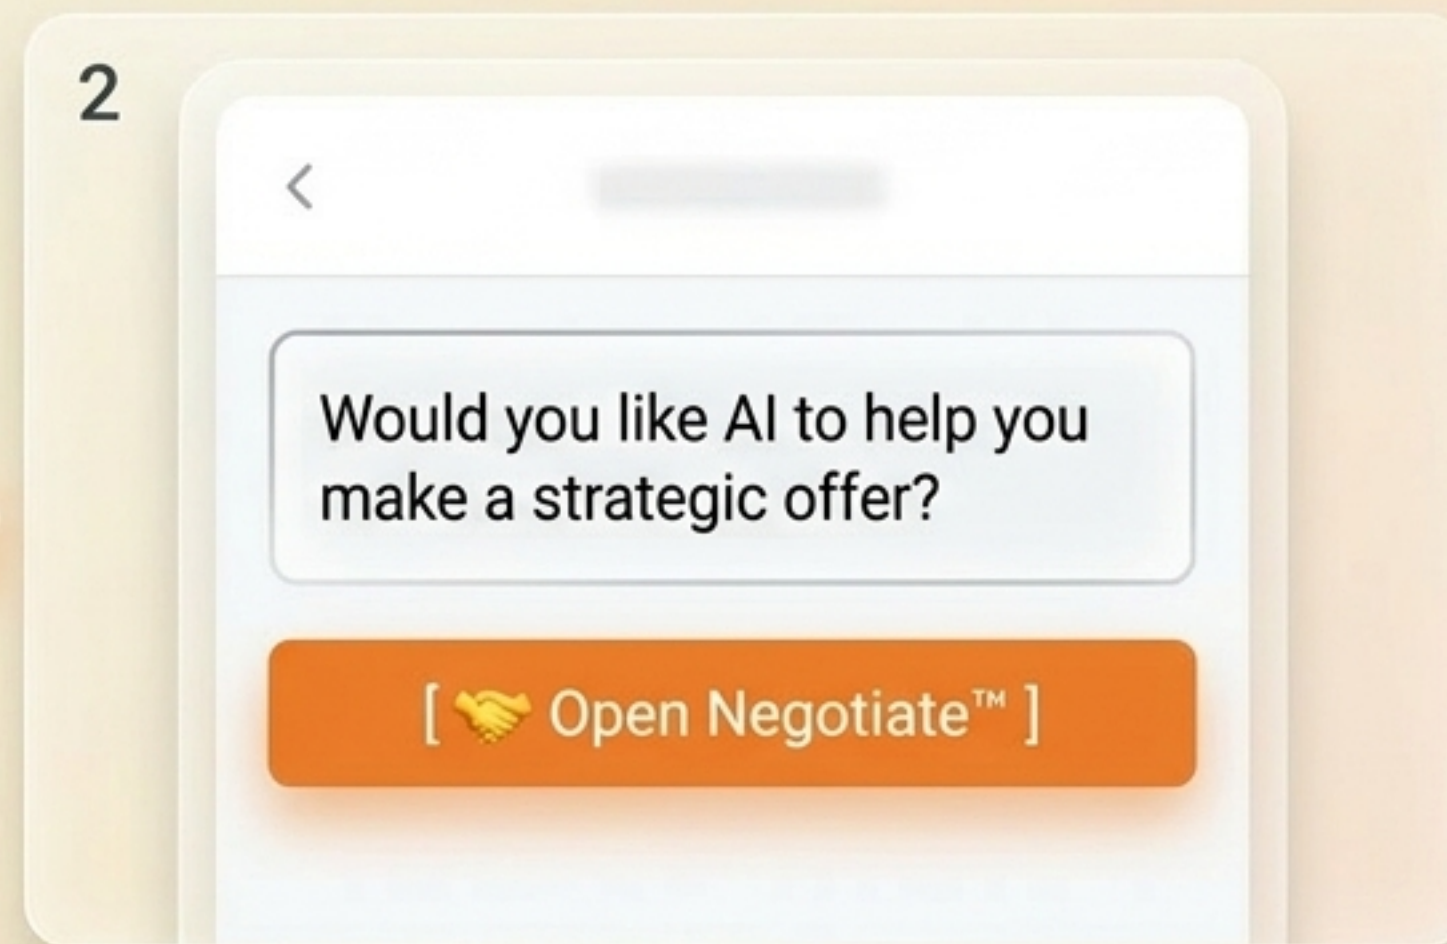 2
Would you like AI to help you
make a strategic offer?
[ 🤝 Open Negotiate™ ]